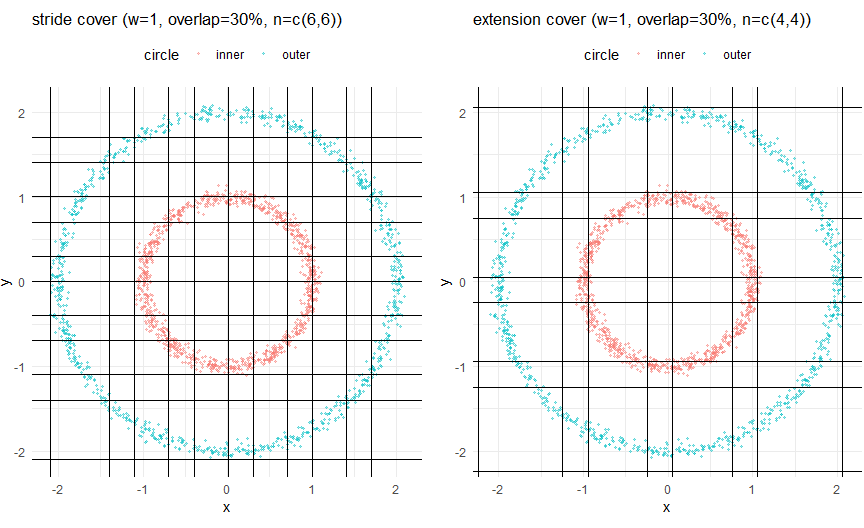 stride cover (w=1, overlap=30%, n=c(6,6))
circle inner outer
2
1
0
-1
-2
y
-2 -1 0 1 2
x
extension cover (w=1, overlap=30%, n=c(4,4))
circle inner outer
2
1
0
-1
-2
y
-2 -1 0 1 2
x